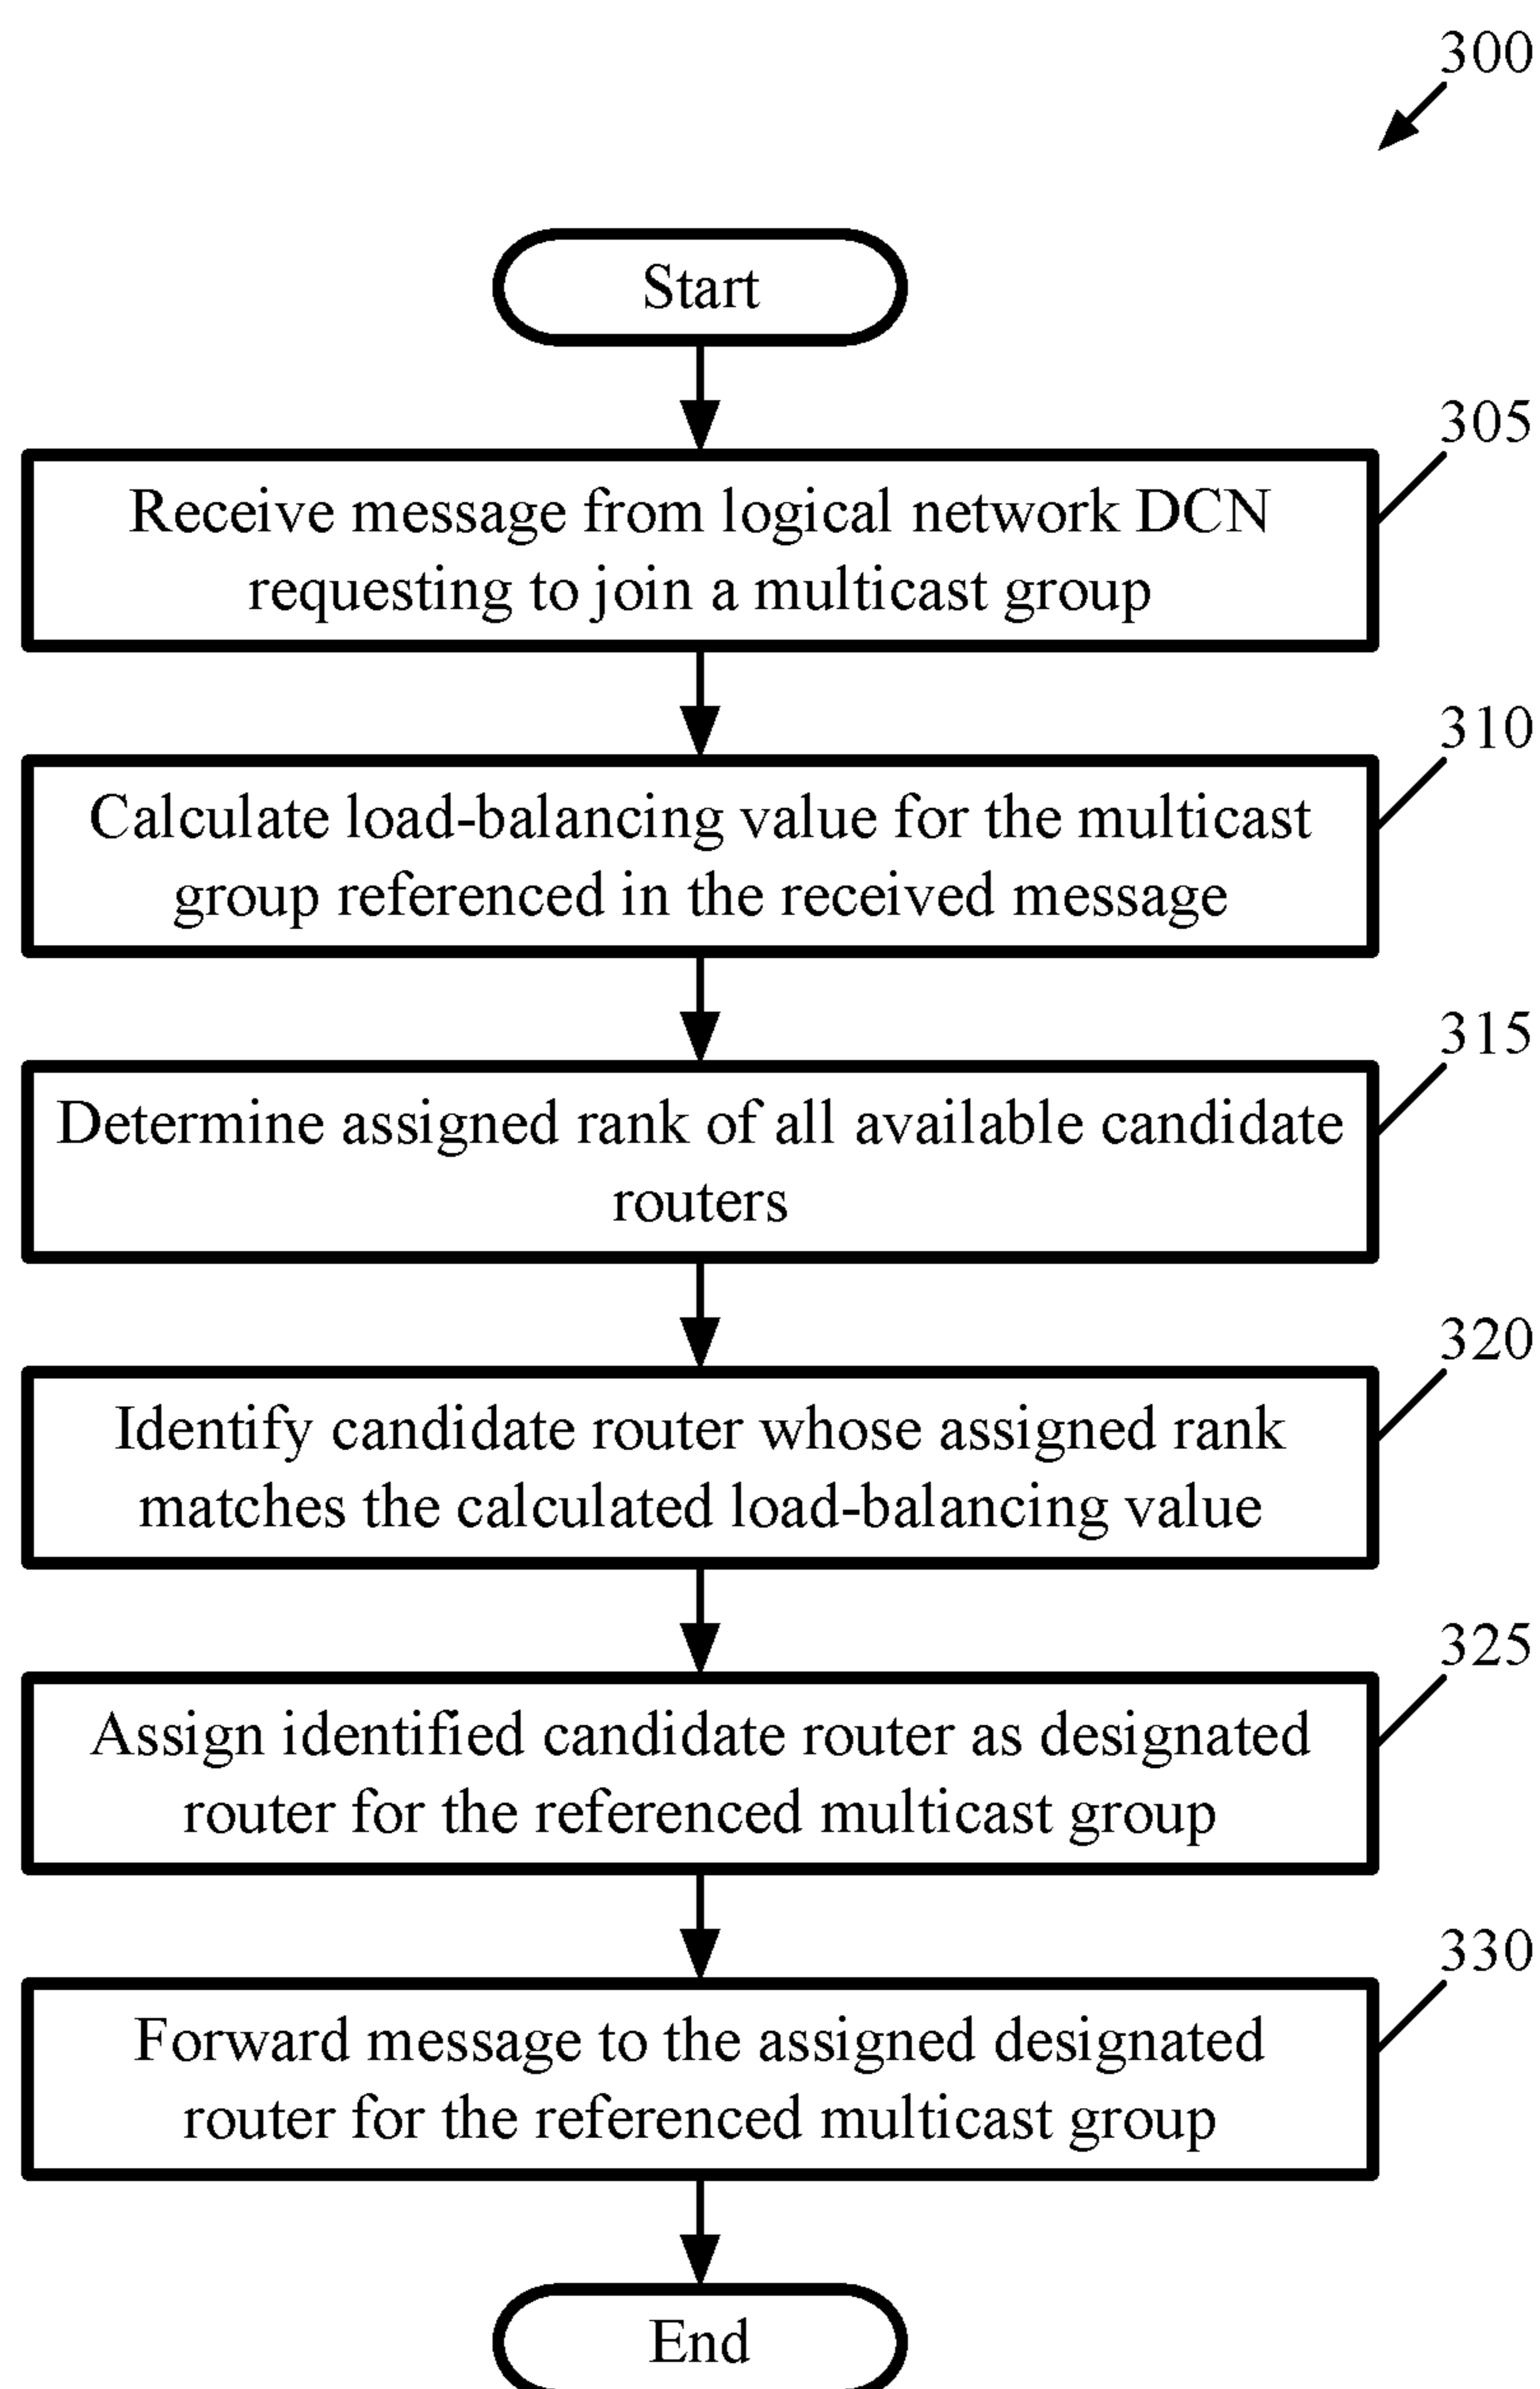 300
Start
305
Receive message from logical network DCN
requesting to join a multicast group
310
Calculate load-balancing value for the multicast
group referenced in the received message
315
Determine assigned rank of all available candidate
routers
320
Identify candidate router whose assigned rank
matches the calculated load-balancing value
325
Assign identified candidate router as designated
router for the referenced multicast group
330
Forward message to the assigned designated
router for the referenced multicast group
End